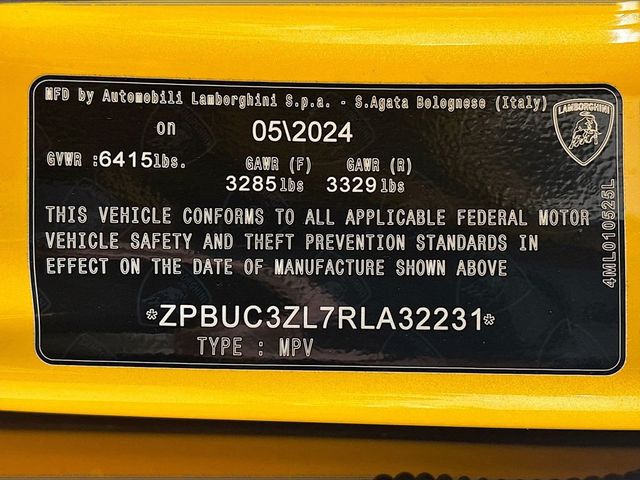 MFD by Automobili Lamborghini S.p.a. - S.Agata Bolognese (Italy)
LAMBORGHINI
on 05\2024
GVWR :6415lbs. GAWR (F) GAWR (R)
3285lbs 3329lbs
THIS VEHICLE CONFORMS TO ALL APPLICABLE FEDERAL MOTOR
VEHICLE SAFETY AND THEFT PREVENTION STANDARDS IN
EFFECT ON THE DATE OF MANUFACTURE SHOWN ABOVE
*ZPBUC3ZL7RLA32231*
TYPE : MPV
4ML010525L